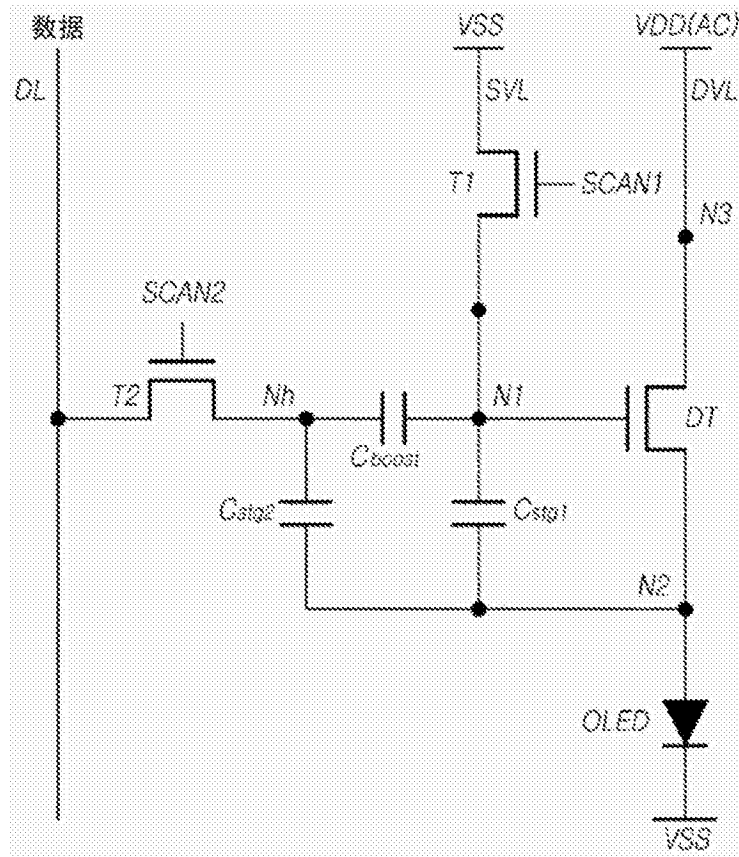 数据
VSS
VDD(AC)
DL
SVL
DVL
T1
SCAN1
N3
SCAN2
T2
Nh
N1
DT
Cboost
Cstg2
Cstg1
N2
OLED
VSS